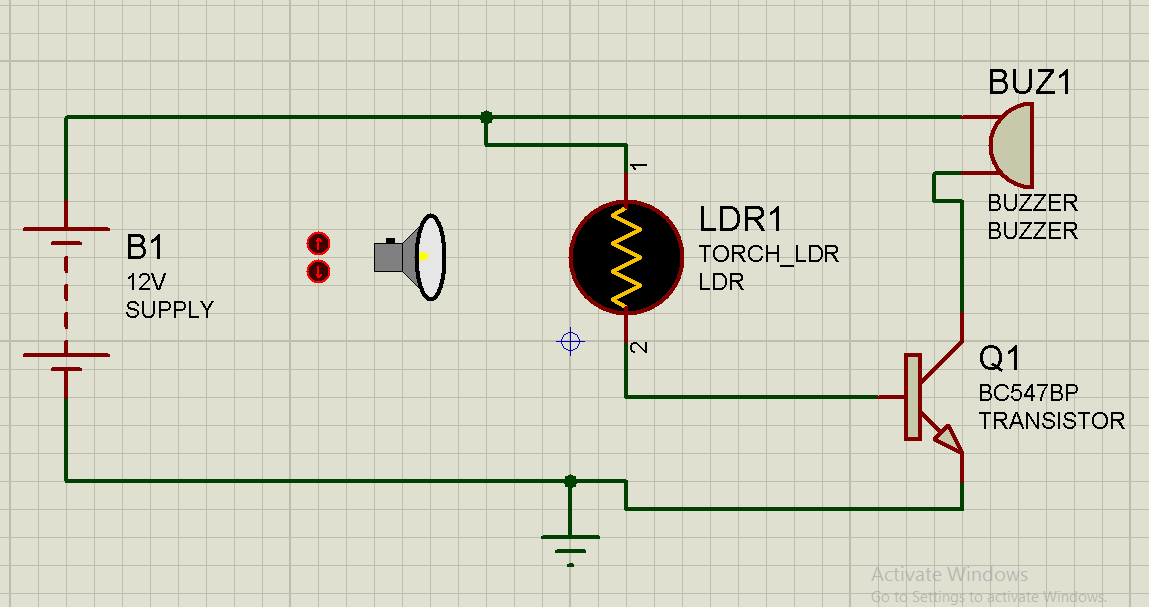 BUZ1
BUZZER
BUZZER
1
LDR1
TORCH_LDR
LDR
2
B1
12V
SUPPLY
Q1
BC547BP
TRANSISTOR
Activate Windows
Go to Settings to activate Windows.